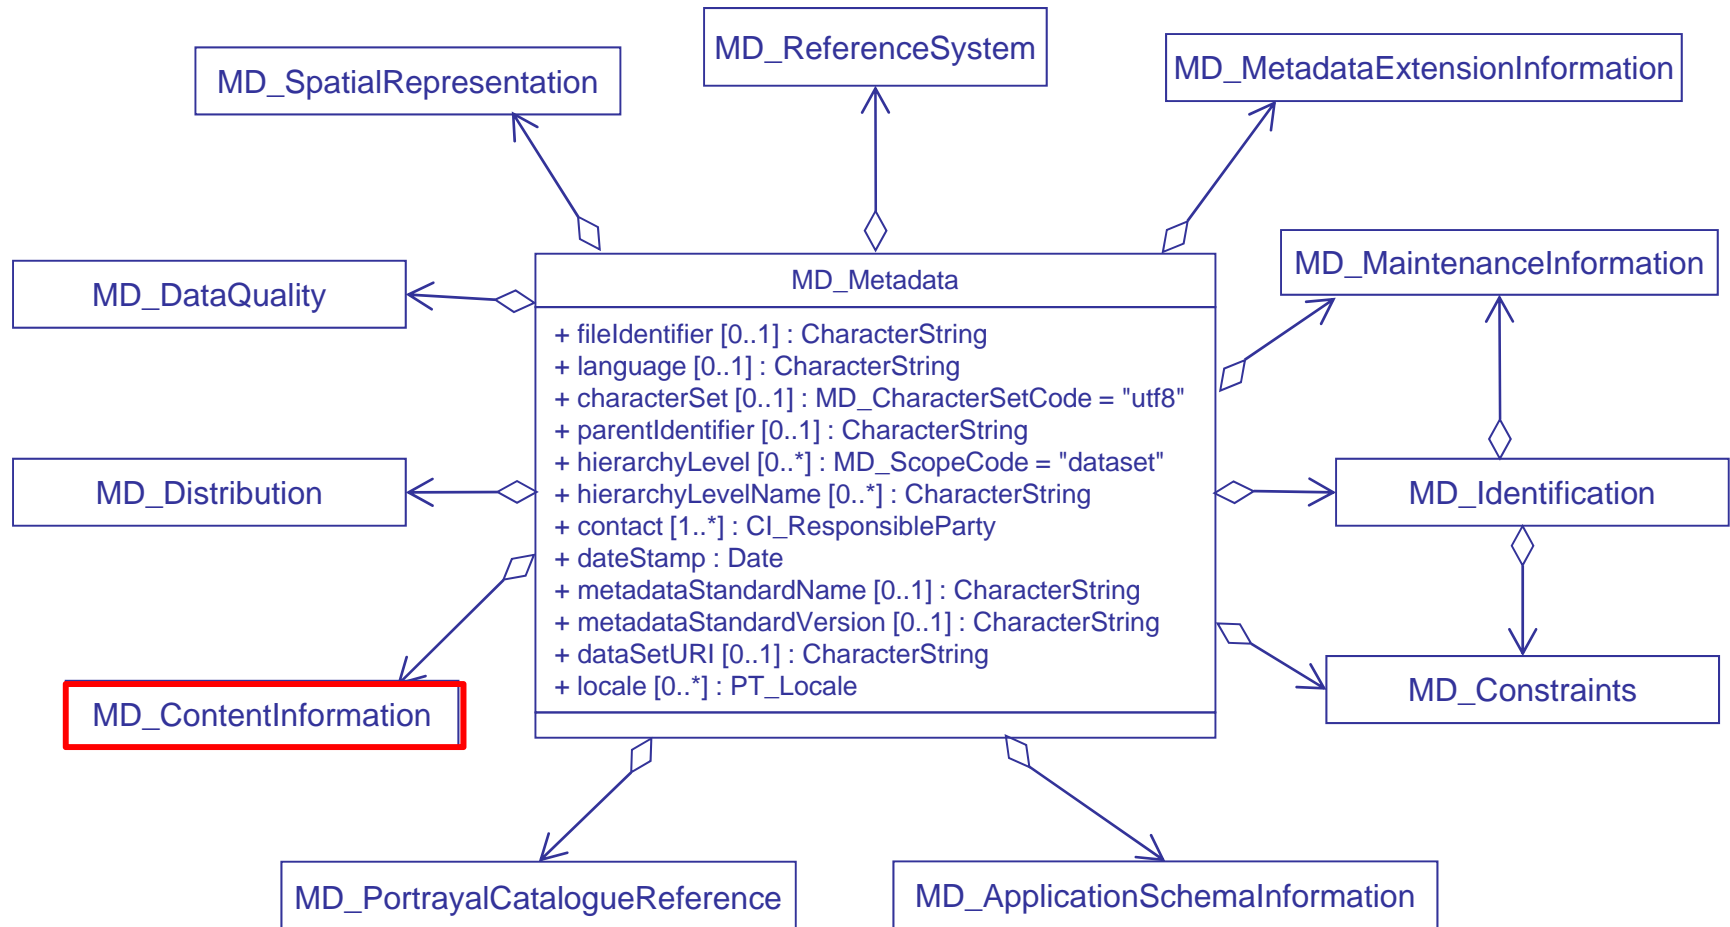 MD_ReferenceSystem
MD_SpatialRepresentation
MD_MetadataExtensionInformation
MD_MaintenanceInformation
MD_DataQuality
MD_Metadata
+ fileIdentifier [0..1] : CharacterString
+ language [0..1] : CharacterString
+ characterSet [0..1] : MD_CharacterSetCode = "utf8"
+ parentIdentifier [0..1] : CharacterString
+ hierarchyLevel [0..*] : MD_ScopeCode = "dataset"
+ hierarchyLevelName [0..*] : CharacterString
+ contact [1..*] : CI_ResponsibleParty
+ dateStamp : Date
+ metadataStandardName [0..1] : CharacterString
+ metadataStandardVersion [0..1] : CharacterString
+ dataSetURI [0..1] : CharacterString
+ locale [0..*] : PT_Locale
MD_Distribution
MD_Identification
MD_ContentInformation
MD_Constraints
MD_PortrayalCatalogueReference
MD_ApplicationSchemaInformation